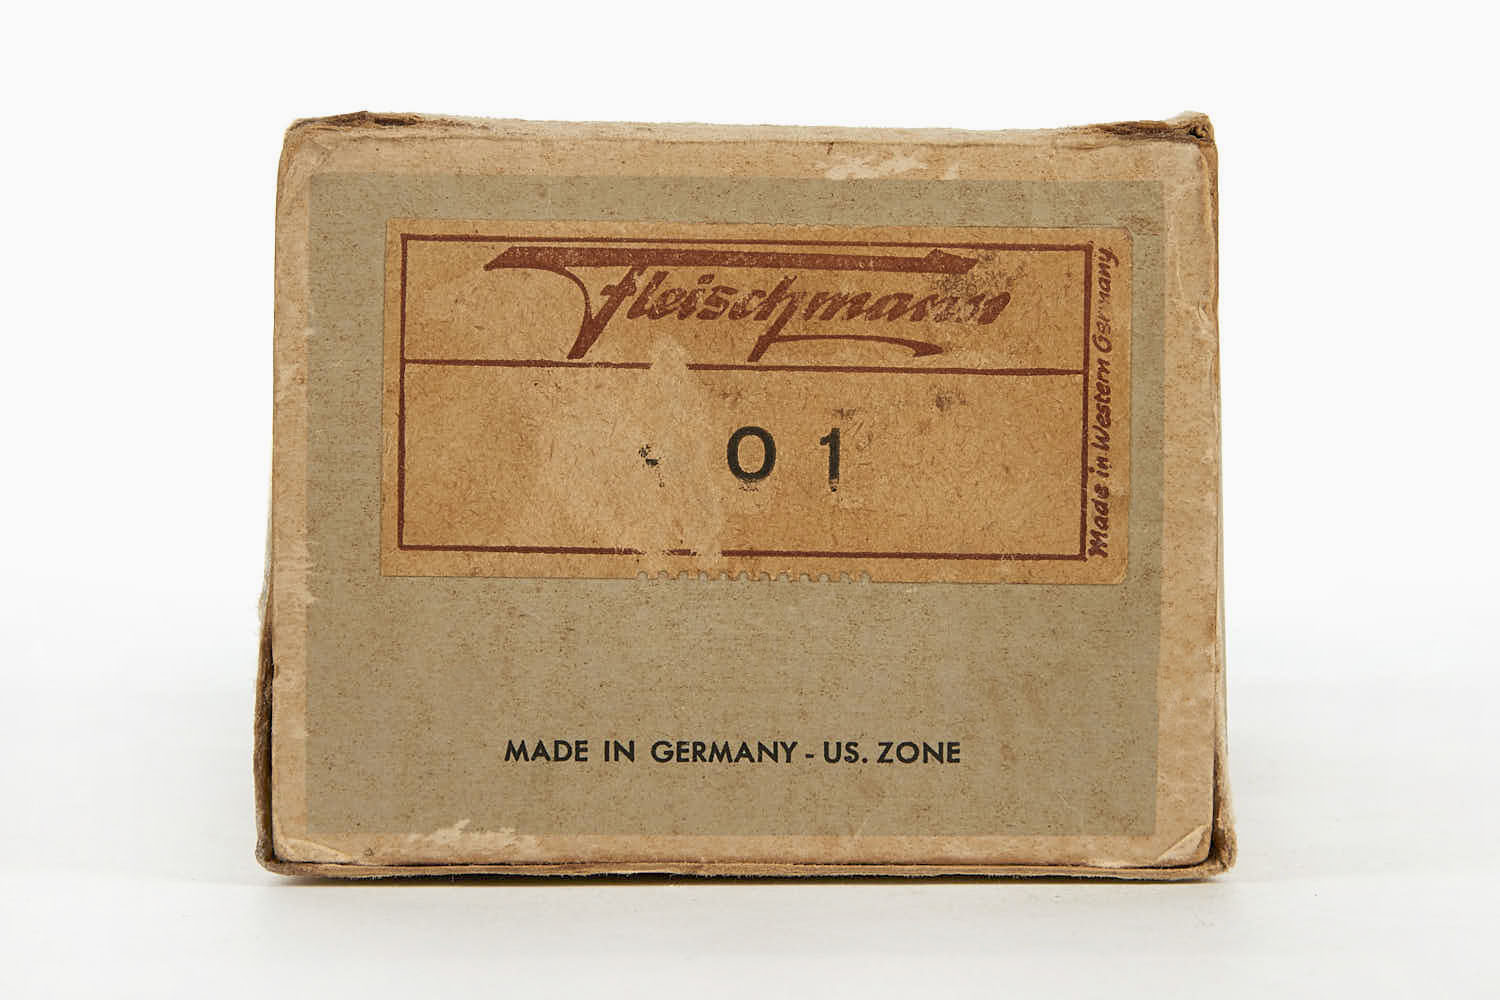 Fleischmann
01
Made in Western Germany
MADE IN GERMANY - US. ZONE